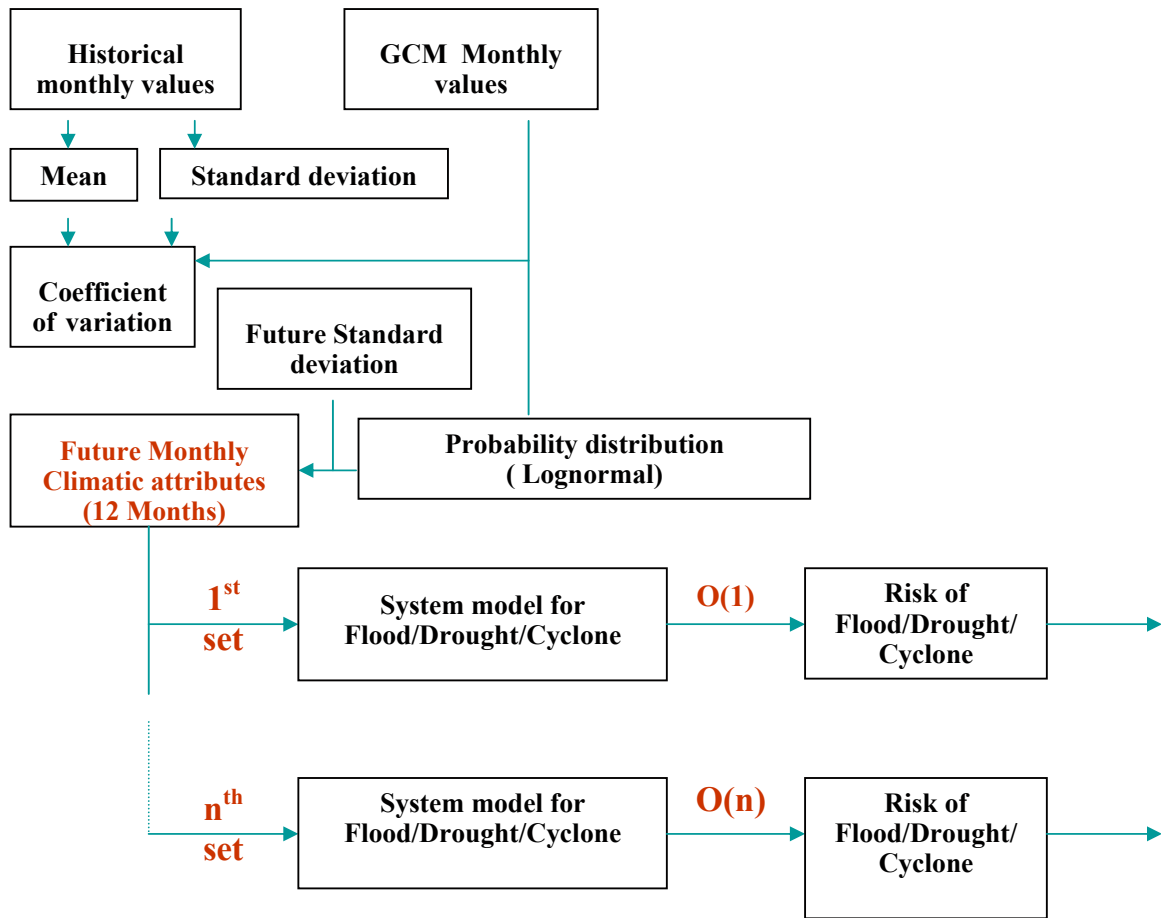 Historical
monthly values
GCM Monthly
values
Mean
Standard deviation
Coefficient
of variation
Future Standard
deviation
Future Monthly
Climatic attributes
(12 Months)
Probability distribution
( Lognormal)
1st
set
System model for
Flood/Drought/Cyclone
O(1)
Risk of
Flood/Drought/
Cyclone
nth
set
System model for
Flood/Drought/Cyclone
O(n)
Risk of
Flood/Drought/
Cyclone